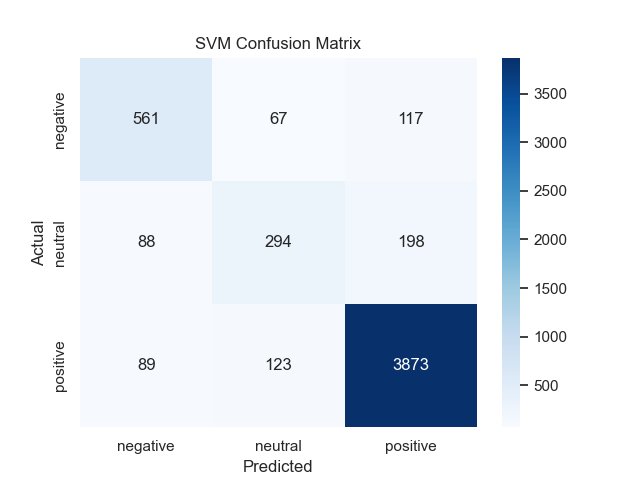 SVM Confusion Matrix
negative
561 67 117
3500
3000
2500
Actual
neutral
88 294 198
2000
1500
1000
positive
89 123 3873
500
negative neutral positive
Predicted